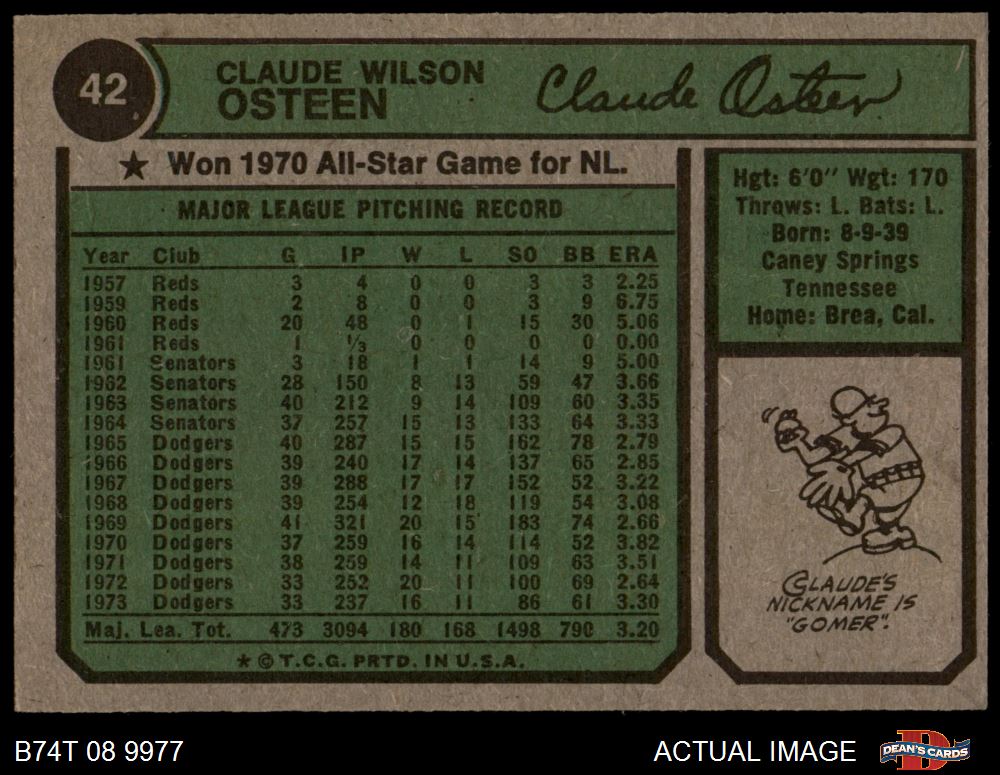 42
CLAUDE WILSON
OSTEEN
Claude Osteen
★ Won 1970 All-Star Game for NL.
MAJOR LEAGUE PITCHING RECORD
Year Club G IP W L SO BB ERA
1957 Reds 3 4 0 0 3 3 2.25
1959 Reds 2 8 0 0 3 9 6.75
1960 Reds 20 48 0 1 15 30 5.06
1961 Reds 1 ⅓ 0 0 0 0 0.00
1961 Senators 3 18 1 1 14 9 5.00
1962 Senators 28 150 8 13 59 47 3.66
1963 Senators 40 212 9 14 109 60 3.35
1964 Senators 37 257 15 13 133 64 3.33
1965 Dodgers 40 287 15 15 162 78 2.79
1966 Dodgers 39 240 17 14 137 65 2.85
1967 Dodgers 39 288 17 17 152 52 3.22
1968 Dodgers 39 254 12 18 119 54 3.08
1969 Dodgers 41 321 20 15 183 74 2.66
1970 Dodgers 37 259 16 14 114 52 3.82
1971 Dodgers 38 259 14 11 109 63 3.51
1972 Dodgers 33 252 20 11 100 69 2.64
1973 Dodgers 33 237 16 11 86 61 3.30
Maj. Lea. Tot. 473 3094 180 168 1498 790 3.20
★ © T.C.G. PRTD. IN U.S.A.
Hgt: 6'0" Wgt: 170
Throws: L. Bats: L.
Born: 8-9-39
Caney Springs
Tennessee
Home: Brea, Cal.
CLAUDE'S
NICKNAME IS
"GOMER".
B74T 08 9977
ACTUAL IMAGE
D
DEAN'S CARDS